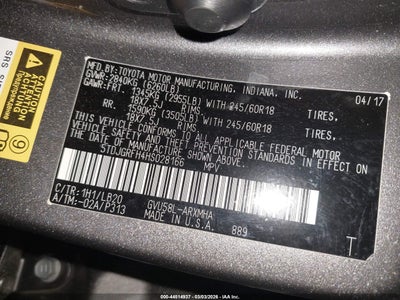 MFD. BY: TOYOTA MOTOR MANUFACTURING, INDIANA, INC.
GVWR: 2840KG (6260LB) 04/17
GAWR: FRT. 1345KG (2955LB) WITH 245/60R18 TIRES.
18X7.5J RIMS
RR. 1590KG (3505LB) WITH 245/60R18 TIRES.
18X7.5J RIMS
THIS VEHICLE CONFORMS TO ALL APPLICABLE FEDERAL MOTOR
VEHICLE SAFETY AND THEFT PREVENTION
STANDARDS IN EFFECT ON THE DATE OF MANUFACTURE SHOWN ABOVE.
5TDJGRFH4HS028166 MPV
C/TR: 1H1/LB20
A/TM: -02A/P313
GVU58L-ARXMHA
MADE IN U.S.A. 889
T
SRS
CAUTION
ATTENTION
000-44614937 - 03/03/2026 - IAA